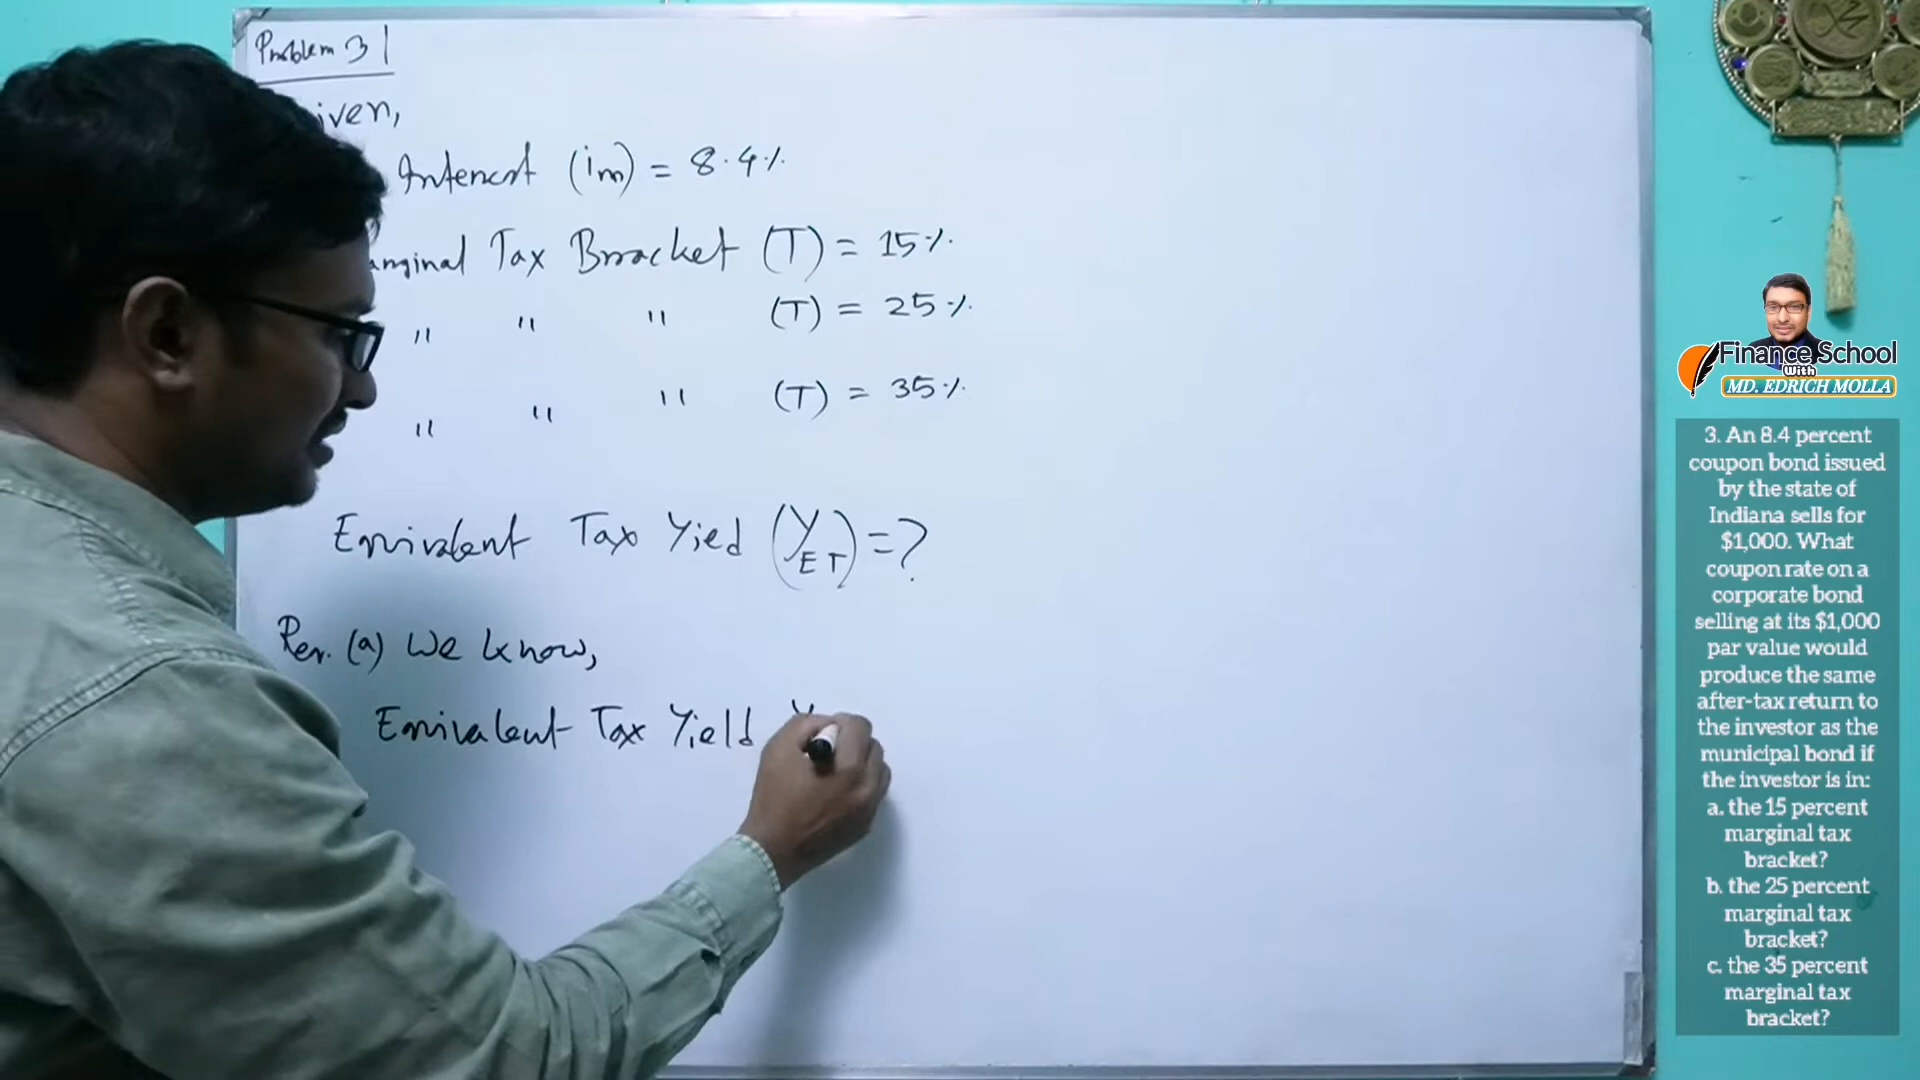 Problem 3
iven,
Interest (im) = 8.4%
arginal Tax Bracket (T) = 15%
" " " (T) = 25%
" " " (T) = 35%
Equivalent Tax Yied (Y ET) = ?
Rer. (a) We know,
Equivalent Tax Yield Y
Finance School
With
MD. EDRICH MOLLA
3. An 8.4 percent
coupon bond issued
by the state of
Indiana sells for
$1,000. What
coupon rate on a
corporate bond
selling at its $1,000
par value would
produce the same
after-tax return to
the investor as the
municipal bond if
the investor is in:
a. the 15 percent
marginal tax
bracket?
b. the 25 percent
marginal tax
bracket?
c. the 35 percent
marginal tax
bracket?